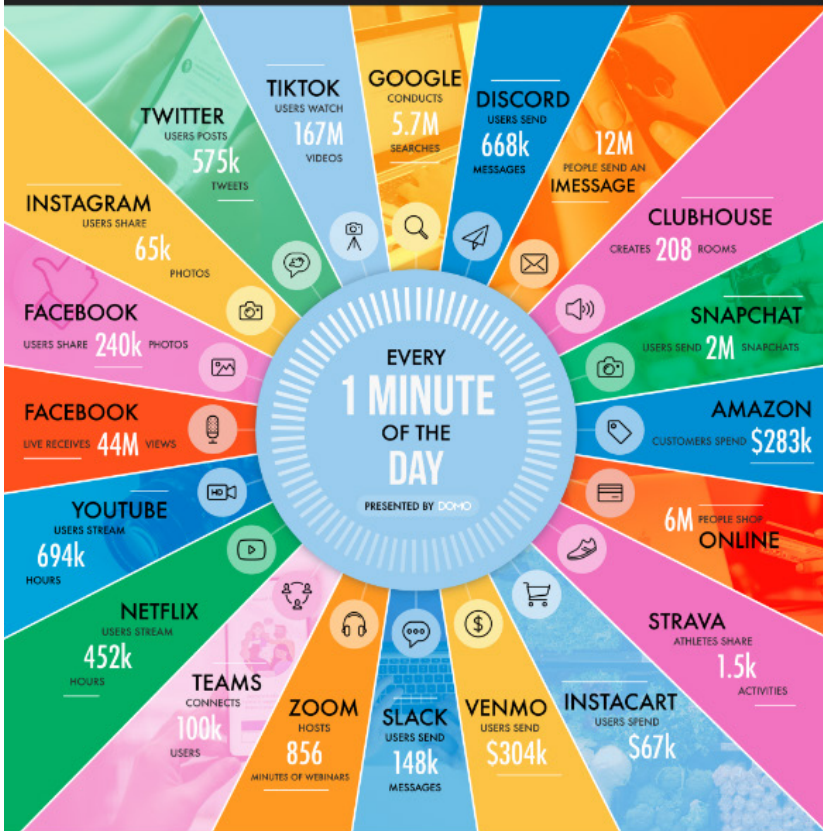 GOOGLE
CONDUCTS
5.7M
SEARCHES
DISCORD
USERS SEND
668k
MESSAGES
12M
PEOPLE SEND AN
IMESSAGE
CLUBHOUSE
CREATES 208 ROOMS
SNAPCHAT
USERS SEND 2M SNAPCHATS
AMAZON
CUSTOMERS SPEND $283k
6M PEOPLE SHOP
ONLINE
STRAVA
ATHLETES SHARE
1.5k
ACTIVITIES
INSTACART
USERS SPEND
$67k
VENMO
USERS SEND
$304k
SLACK
USERS SEND
148k
MESSAGES
ZOOM
HOSTS
856
MINUTES OF WEBINARS
TEAMS
CONNECTS
100k
USERS
NETFLIX
USERS STREAM
452k
HOURS
YOUTUBE
USERS STREAM
694k
HOURS
FACEBOOK
LIVE RECEIVES 44M VIEWS
FACEBOOK
USERS SHARE 240k PHOTOS
INSTAGRAM
USERS SHARE
65k
PHOTOS
TWITTER
USERS POSTS
575k
TWEETS
TIKTOK
USERS WATCH
167M
VIDEOS
EVERY
1 MINUTE
OF THE
DAY
PRESENTED BY DOMO
HD